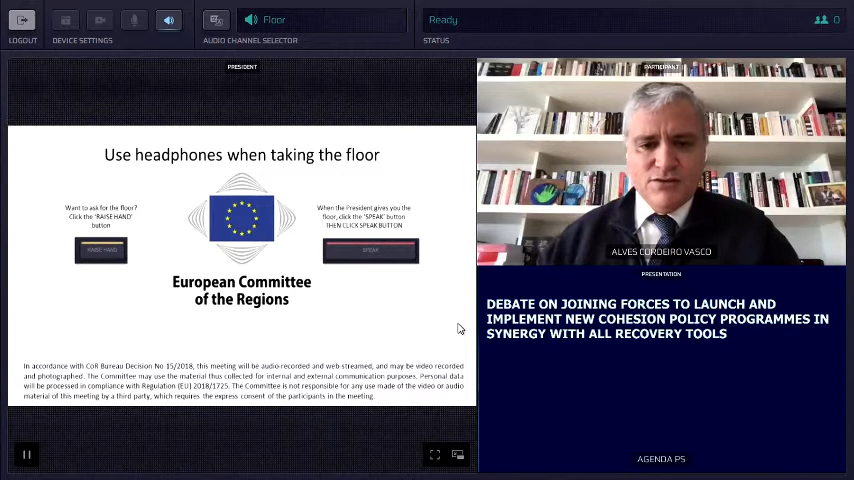 LOGOUT
DEVICE SETTINGS
Floor
AUDIO CHANNEL SELECTOR
Ready
STATUS
0
PRESIDENT
Use headphones when taking the floor
Want to ask for the floor?
Click the 'RAISE HAND'
button
RAISE HAND
When the President gives you the
floor, click the 'SPEAK' button
THEN CLICK SPEAK BUTTON
SPEAK
European Committee
of the Regions
In accordance with CoR Bureau Decision No 15/2018, this meeting will be audio-recorded and web streamed, and may be video recorded
and photographed. The Committee may use the material thus collected for internal and external communication purposes. Personal data
will be processed in compliance with Regulation (EU) 2018/1725. The Committee is not responsible for any use made of the video or audio
material of this meeting by a third party, which requires the express consent of the participants in the meeting.
PARTICIPANT
ALVES CORDEIRO VASCO
PRESENTATION
DEBATE ON JOINING FORCES TO LAUNCH AND
IMPLEMENT NEW COHESION POLICY PROGRAMMES IN
SYNERGY WITH ALL RECOVERY TOOLS
AGENDA PS